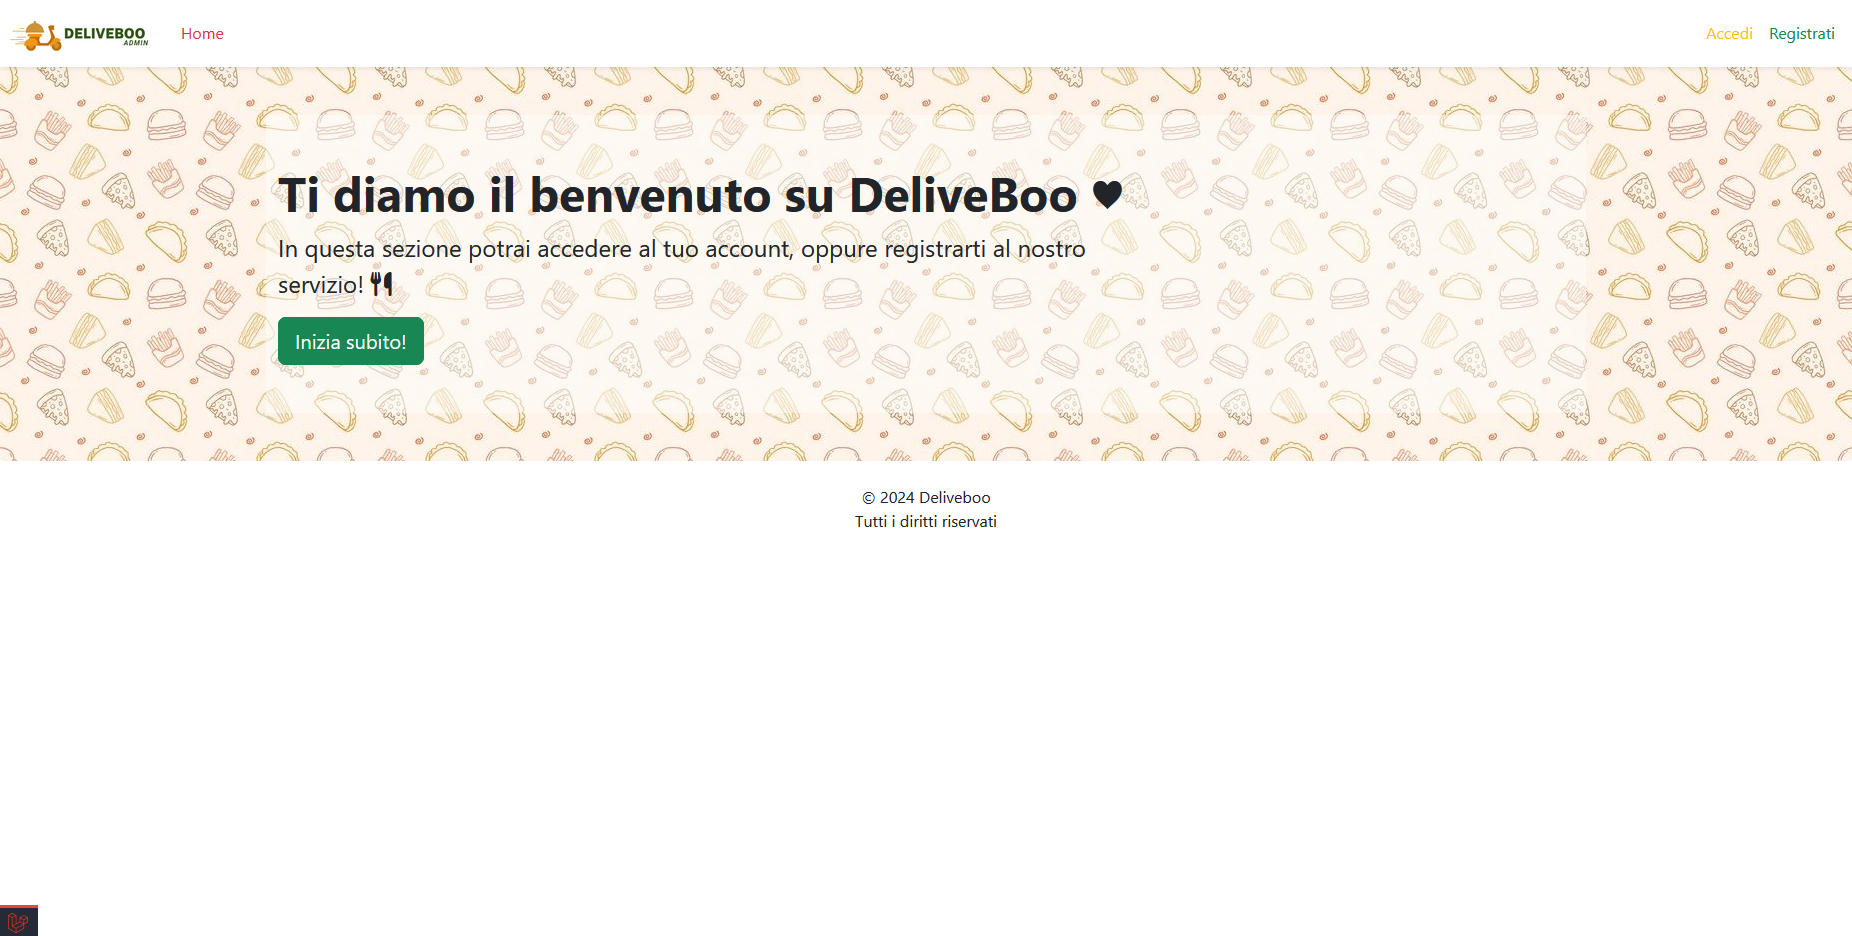 DELIVEBOO
ADMIN
Home
Accedi
Registrati
Ti diamo il benvenuto su DeliveBoo ♥
In questa sezione potrai accedere al tuo account, oppure registrarti al nostro
servizio!
Inizia subito!
© 2024 Deliveboo
Tutti i diritti riservati